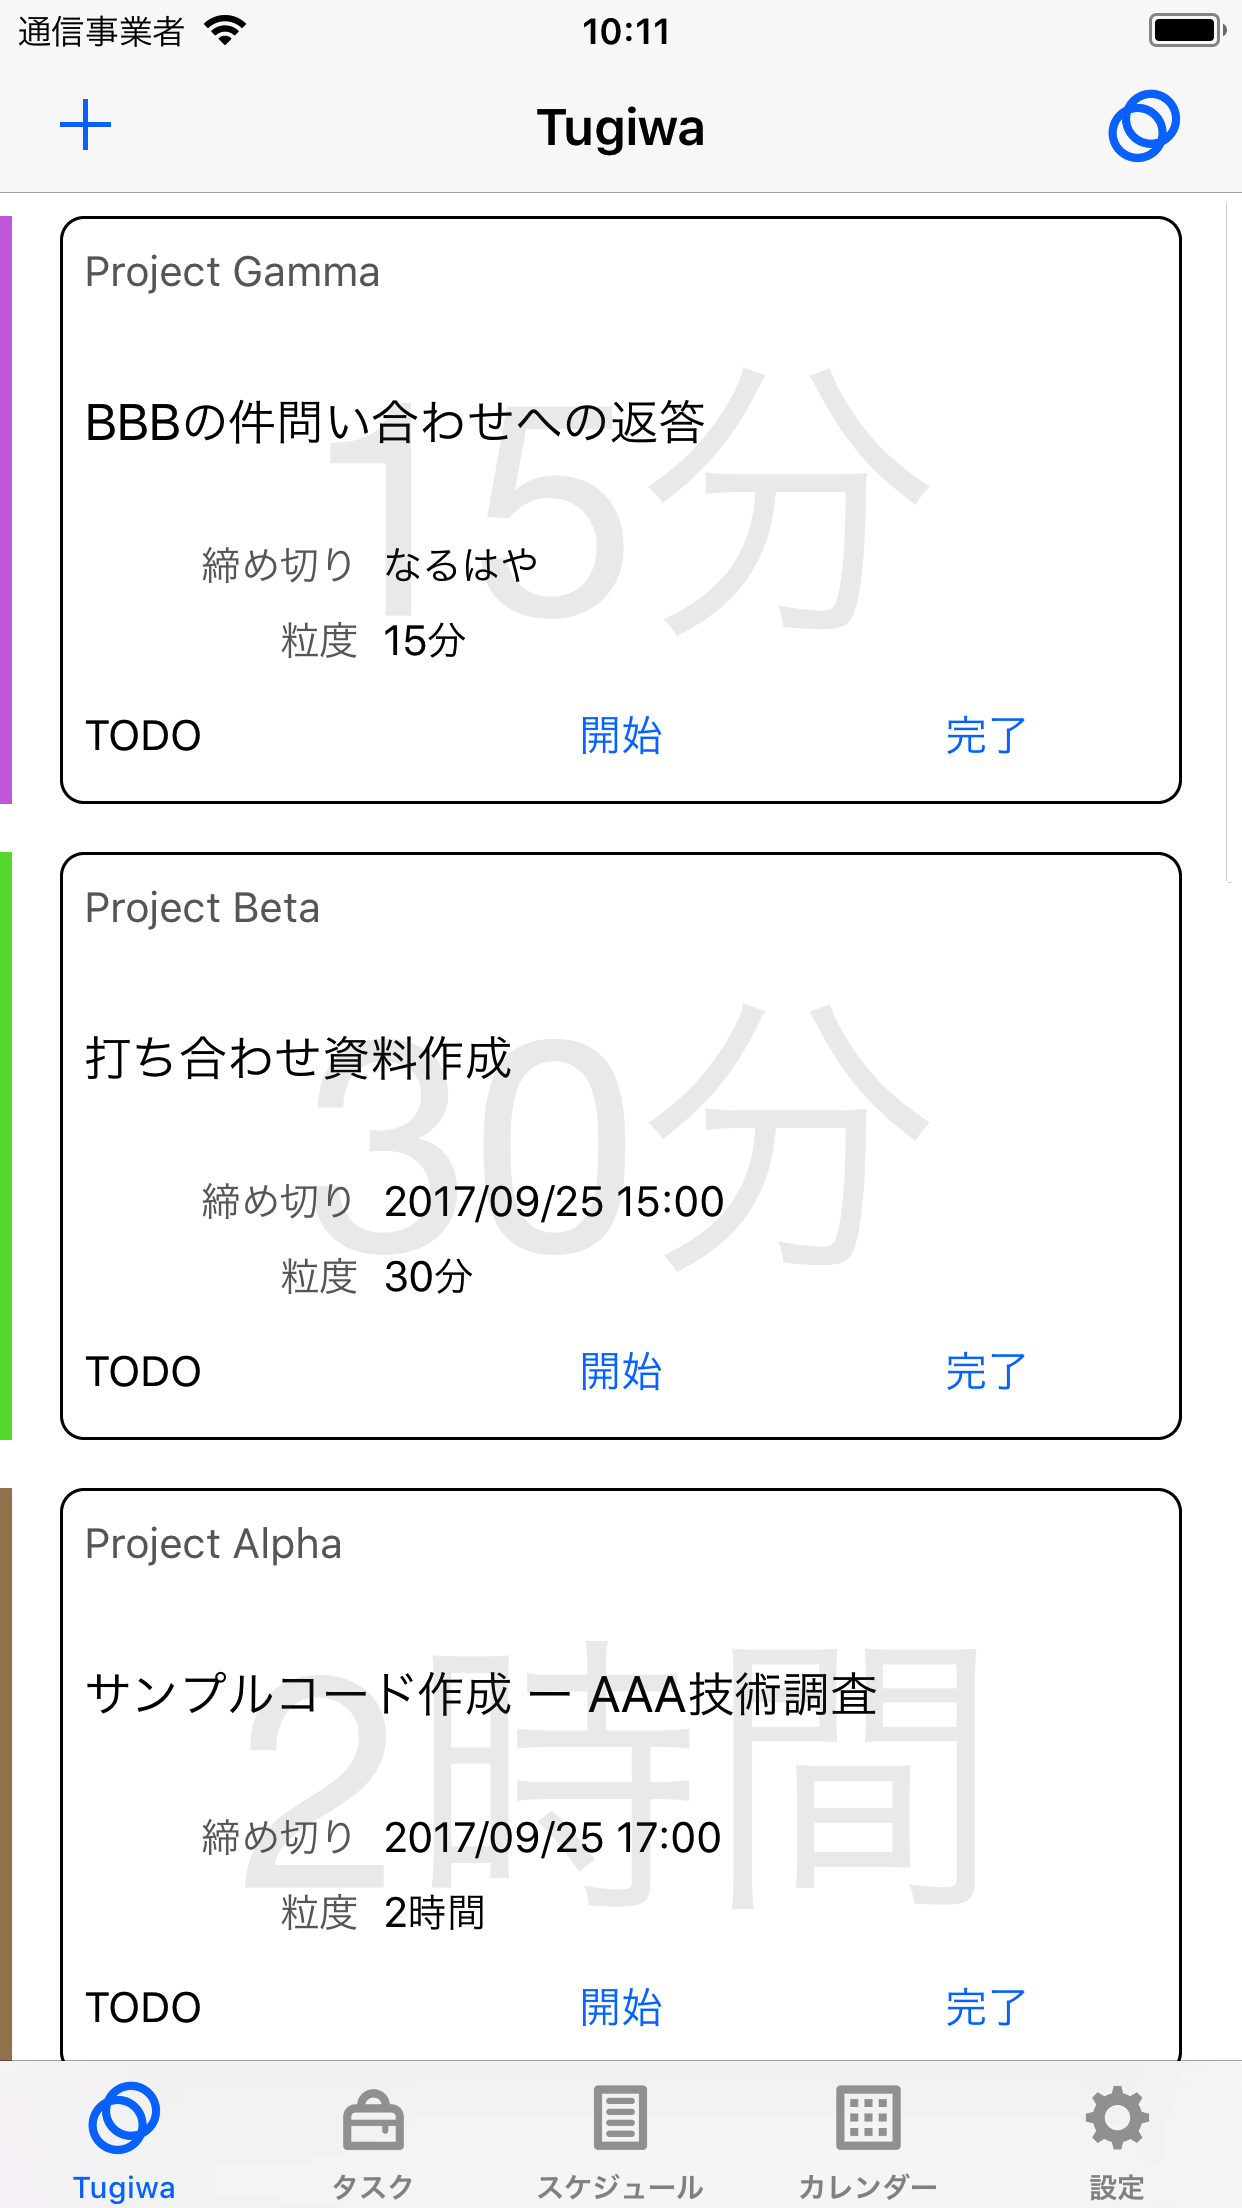 通信事業者 10:11
Tugiwa
Project Gamma
15分
BBBの件問い合わせへの返答
締め切り なるはや
粒度 15分
TODO 開始 完了
Project Beta
30分
打ち合わせ資料作成
締め切り 2017/09/25 15:00
粒度 30分
TODO 開始 完了
Project Alpha
2時間
サンプルコード作成 ー AAA技術調査
締め切り 2017/09/25 17:00
粒度 2時間
TODO 開始 完了
Tugiwa タスク スケジュール カレンダー 設定